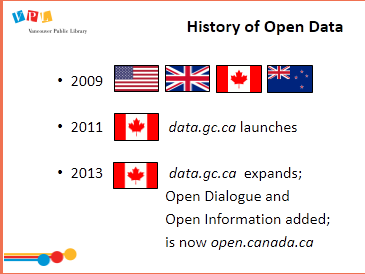 VPL
Vancouver Public Library
History of Open Data
• 2009
• 2011 data.gc.ca launches
• 2013 data.gc.ca expands;
Open Dialogue and
Open Information added;
is now open.canada.ca